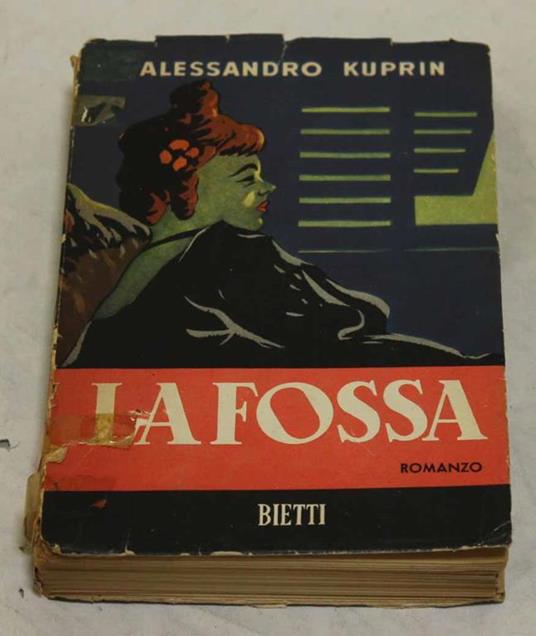 ALESSANDRO KUPRIN
LA FOSSA
ROMANZO
BIETTI